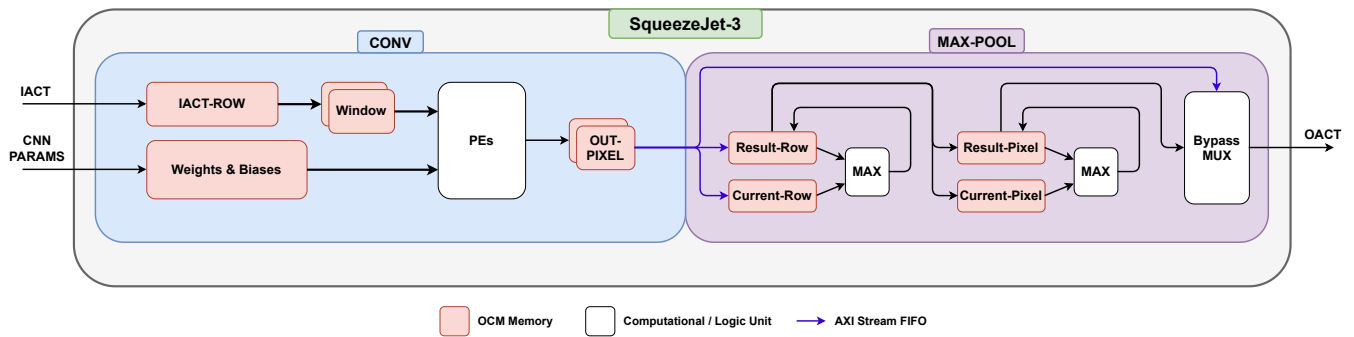 SqueezeJet-3
CONV
MAX-POOL
IACT
IACT-ROW
Window
CNN
PARAMS
Weights & Biases
PEs
OUT-
PIXEL
Result-Row
Current-Row
MAX
Result-Pixel
Current-Pixel
MAX
Bypass
MUX
OACT
OCM Memory
Computational / Logic Unit
AXI Stream FIFO